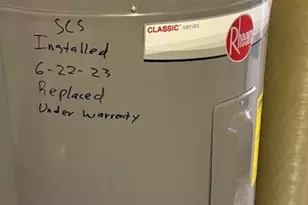 SCS
Installed
6-22-23
Replaced
Under Warranty
CLASSIC series
Rheem